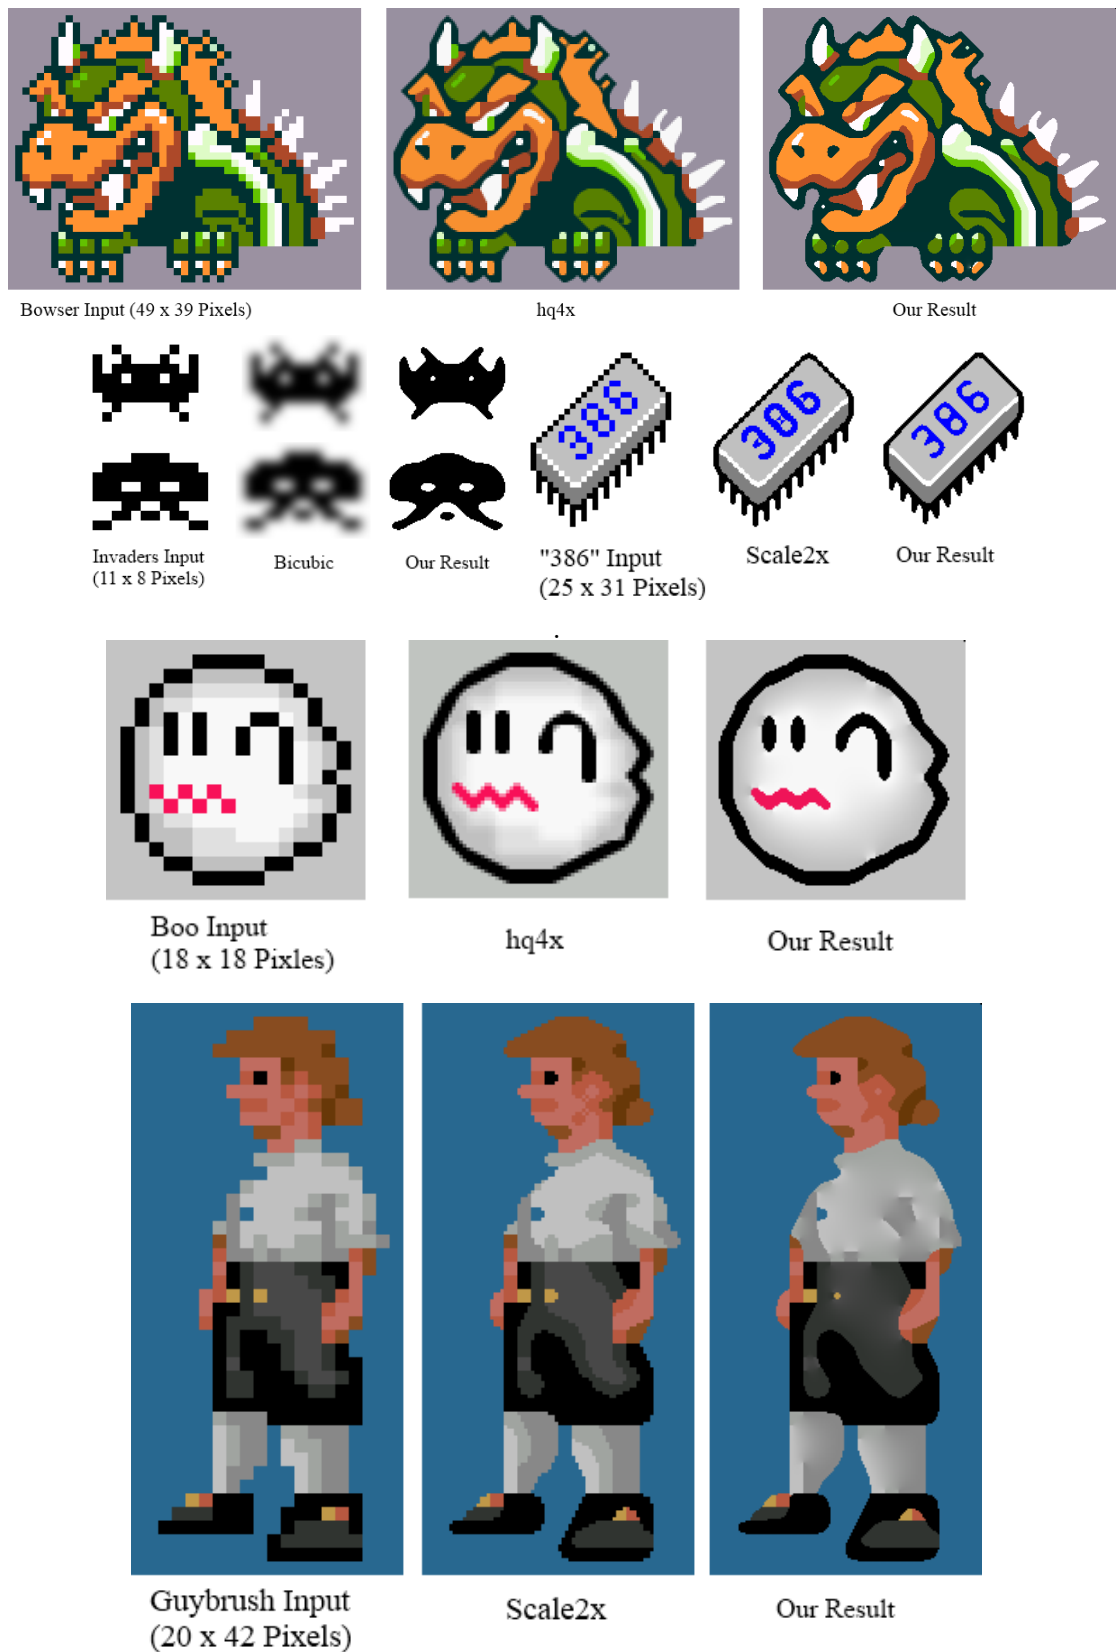 Bowser Input (49 x 39 Pixels)
hq4x
Our Result
386
386
386
Invaders Input
(11 x 8 Pixels)
Bicubic
Our Result
"386" Input
(25 x 31 Pixels)
Scale2x
Our Result
Boo Input
(18 x 18 Pixles)
hq4x
Our Result
Guybrush Input
(20 x 42 Pixels)
Scale2x
Our Result